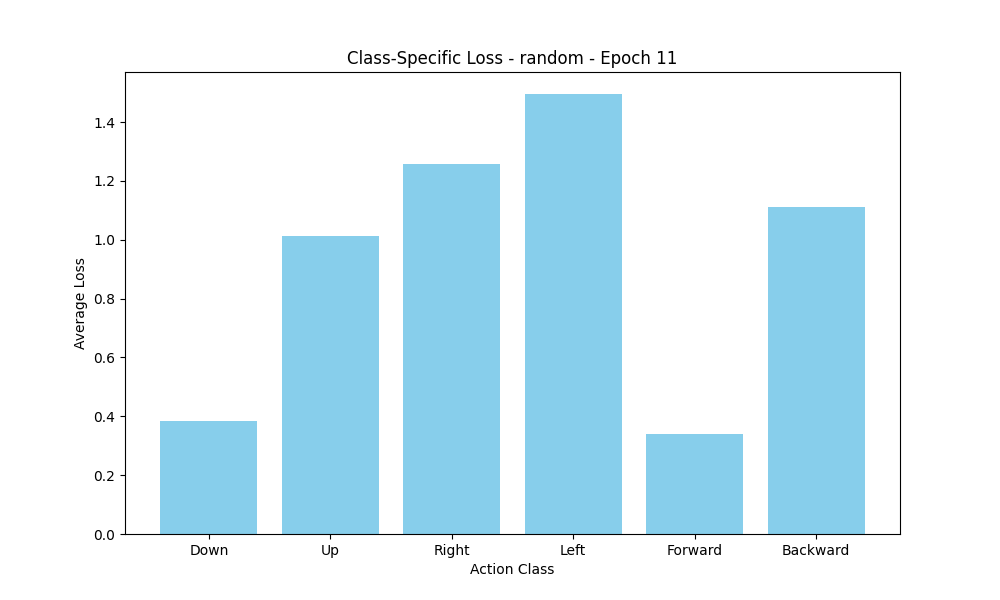 Class-Specific Loss - random - Epoch 11
Average Loss
1.4
1.2
1.0
0.8
0.6
0.4
0.2
0.0
Down Up Right Left Forward Backward
Action Class